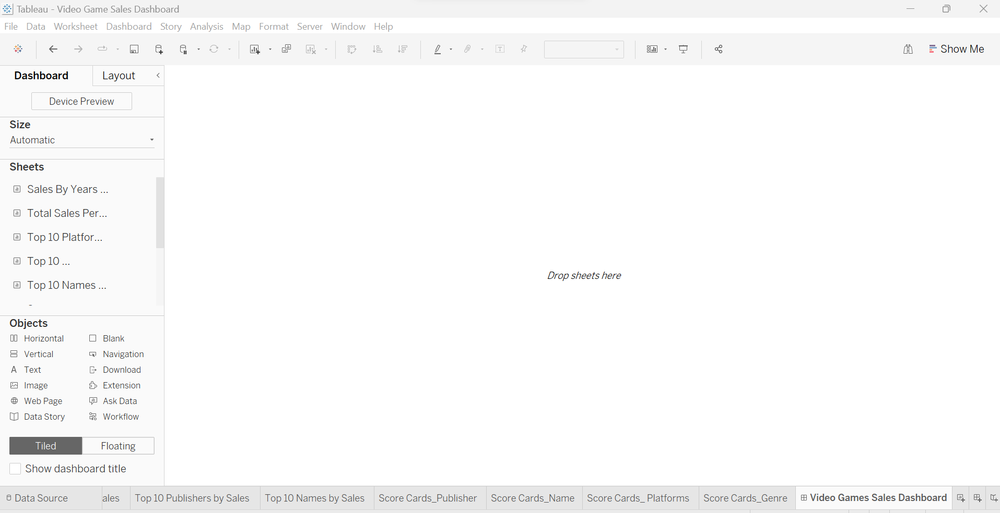 Tableau - Video Game Sales Dashboard
File Data Worksheet Dashboard Story Analysis Map Format Server Window Help
Show Me
Dashboard Layout
Device Preview
Size
Automatic
Sheets
Sales By Years ...
Total Sales Per...
Top 10 Platfor...
Top 10 ...
Top 10 Names ...
Drop sheets here
Objects
Horizontal Blank
Vertical Navigation
A Text Download
Image Extension
Web Page Ask Data
Data Story Workflow
Tiled Floating
Show dashboard title
Data Source ales Top 10 Publishers by Sales Top 10 Names by Sales Score Cards_Publisher Score Cards_Name Score Cards_ Platforms Score Cards_Genre Video Games Sales Dashboard